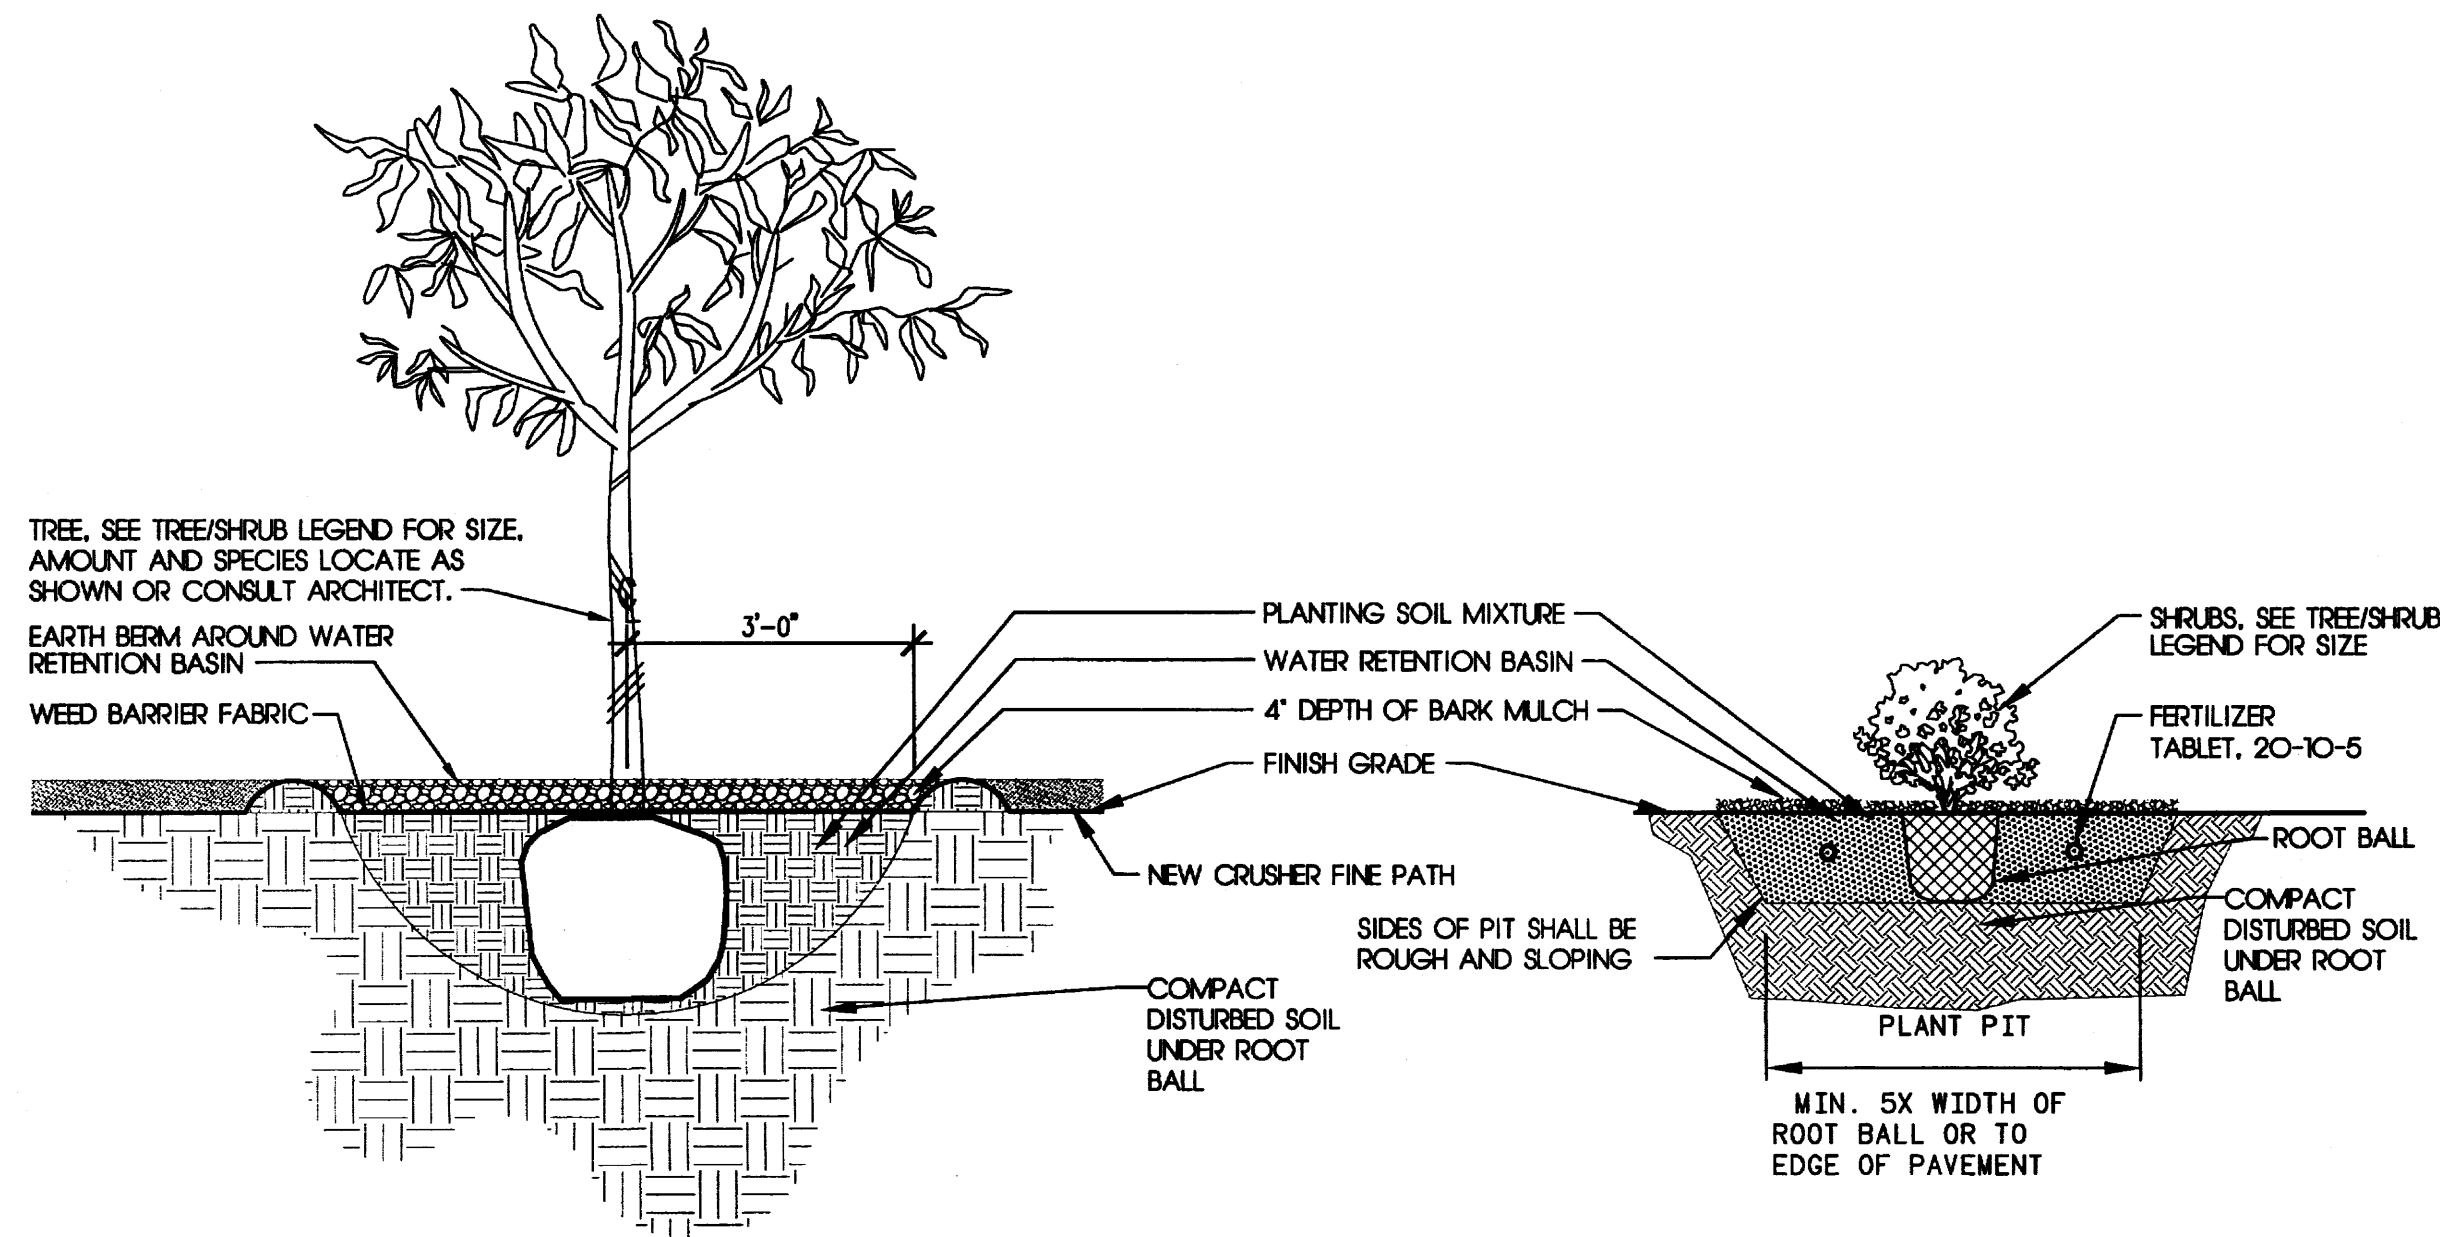 TREE, SEE TREE/SHRUB LEGEND FOR SIZE,
AMOUNT AND SPECIES LOCATE AS
SHOWN OR CONSULT ARCHITECT.
EARTH BERM AROUND WATER
RETENTION BASIN
WEED BARRIER FABRIC
3'-0"
PLANTING SOIL MIXTURE
WATER RETENTION BASIN
4" DEPTH OF BARK MULCH
FINISH GRADE
NEW CRUSHER FINE PATH
COMPACT
DISTURBED SOIL
UNDER ROOT
BALL
SHRUBS, SEE TREE/SHRUB
LEGEND FOR SIZE
FERTILIZER
TABLET, 20-10-5
ROOT BALL
COMPACT
DISTURBED SOIL
UNDER ROOT
BALL
SIDES OF PIT SHALL BE
ROUGH AND SLOPING
PLANT PIT
MIN. 5X WIDTH OF
ROOT BALL OR TO
EDGE OF PAVEMENT